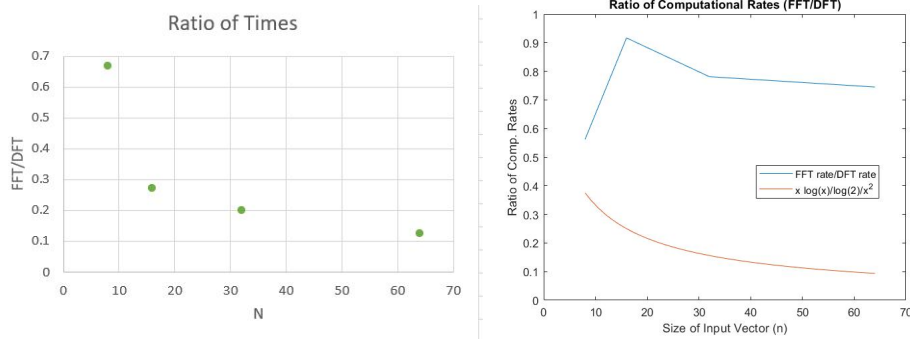 Ratio of Times
0.7
0.6
0.5
0.4
0.3
0.2
0.1
0
FFT/DFT
0 10 20 30 40 50 60 70
N
Ratio of Computational Rates (FFT/DFT)
1
0.9
0.8
0.7
0.6
0.5
0.4
0.3
0.2
0.1
0
Ratio of Comp. Rates
FFT rate/DFT rate
x log(x)/log(2)/x²
0 10 20 30 40 50 60 70
Size of Input Vector (n)